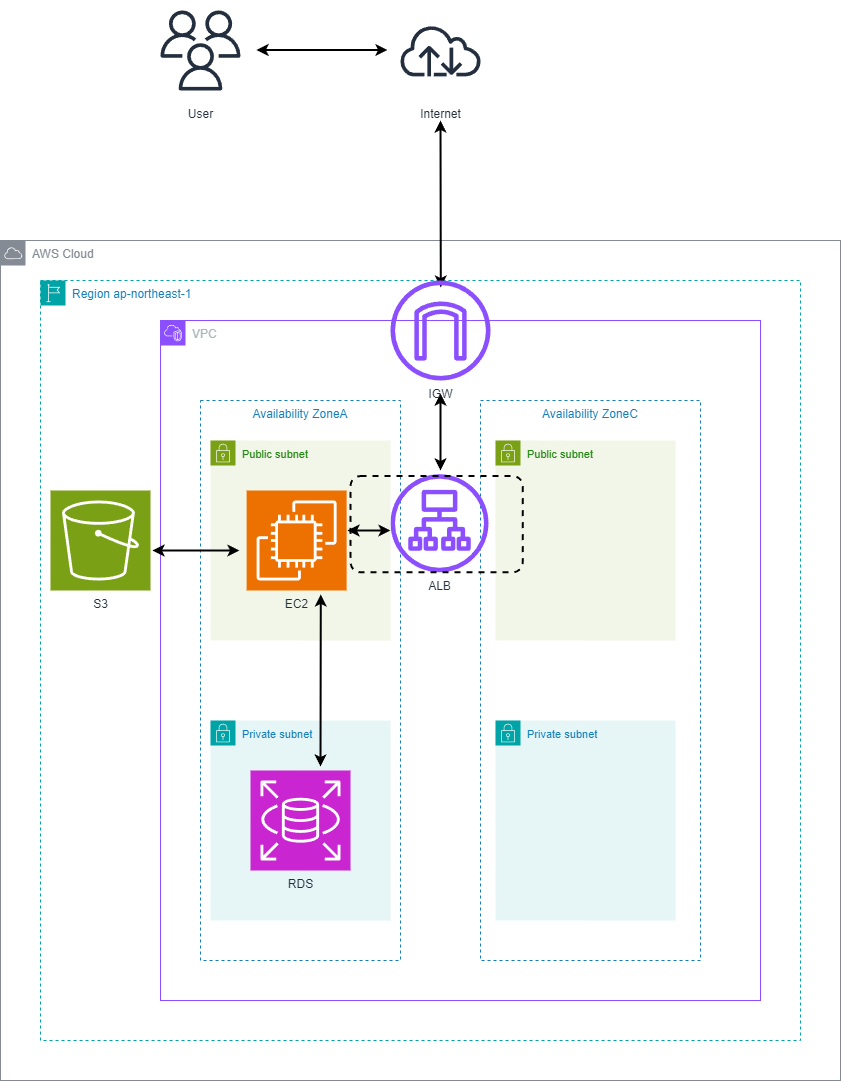 User
Internet
AWS Cloud
Region ap-northeast-1
VPC
IGW
Availability ZoneA
Availability ZoneC
Public subnet
Public subnet
S3
EC2
ALB
Private subnet
Private subnet
RDS